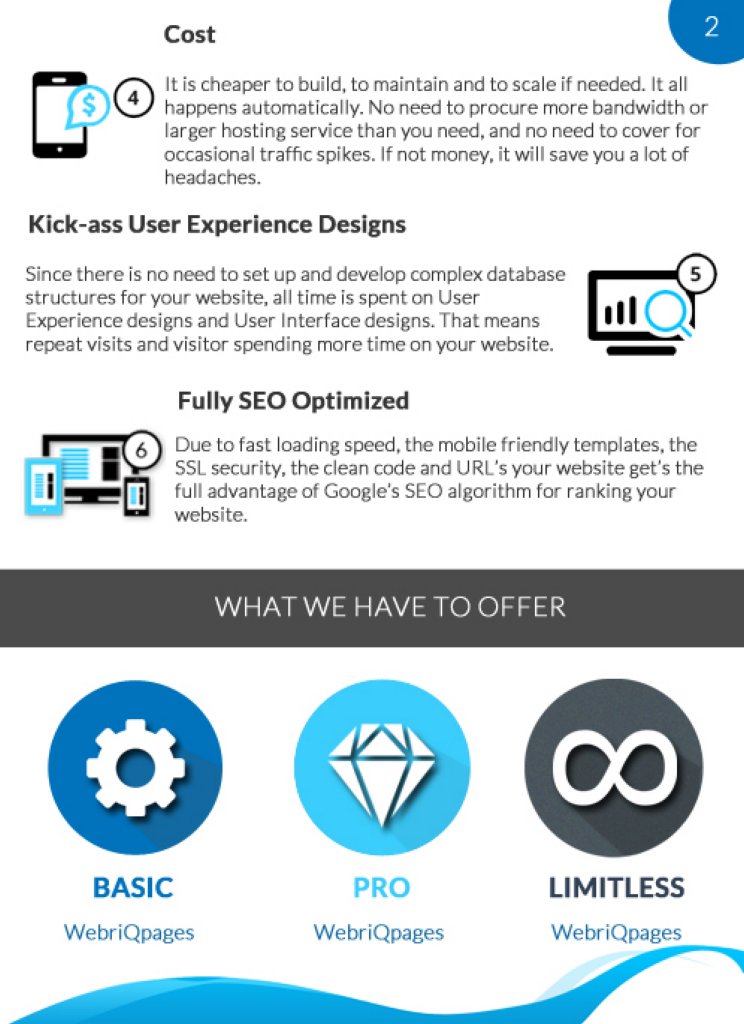 2
Cost
4
It is cheaper to build, to maintain and to scale if needed. It all
happens automatically. No need to procure more bandwidth or
larger hosting service than you need, and no need to cover for
occasional traffic spikes. If not money, it will save you a lot of
headaches.
Kick-ass User Experience Designs
Since there is no need to set up and develop complex database
structures for your website, all time is spent on User
Experience designs and User Interface designs. That means
repeat visits and visitor spending more time on your website.
5
Fully SEO Optimized
6
Due to fast loading speed, the mobile friendly templates, the
SSL security, the clean code and URL's your website get's the
full advantage of Google's SEO algorithm for ranking your
website.
WHAT WE HAVE TO OFFER
BASIC
WebriQpages
PRO
WebriQpages
LIMITLESS
WebriQpages